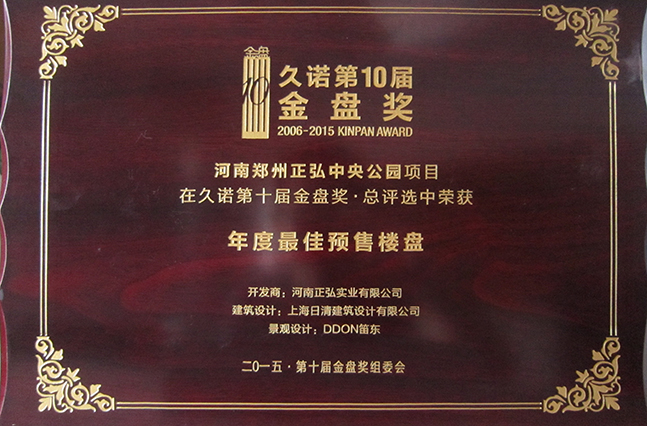 金盘
10
久诺第10届
金盘奖
2006-2015 KINPAN AWARD
河南郑州正弘中央公园项目
在久诺第十届金盘奖·总评选中荣获
年度最佳预售楼盘
开发商：河南正弘实业有限公司
建筑设计：上海日清建筑设计有限公司
景观设计：DDON笛东
二〇一五·第十届金盘奖组委会